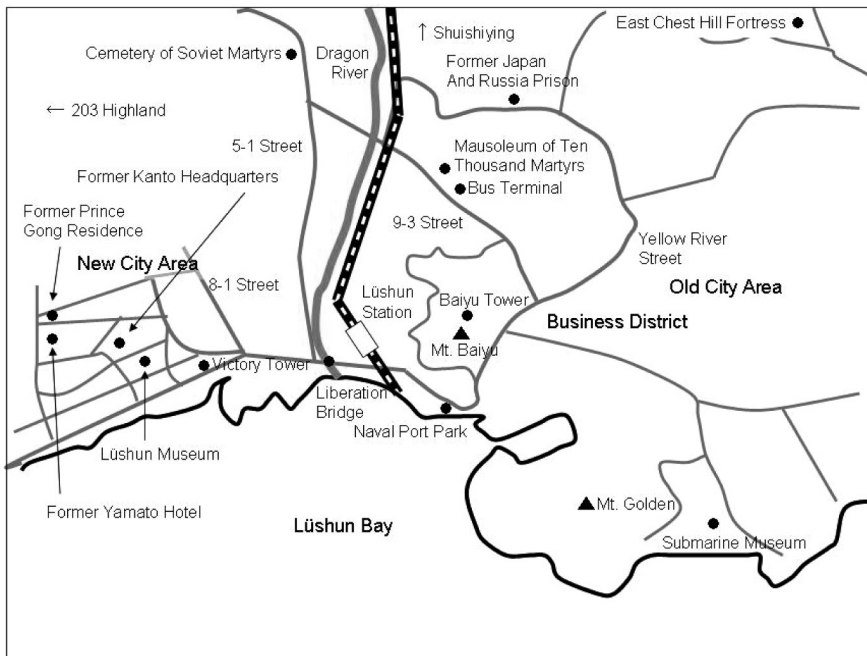 ↑ Shuishiying
East Chest Hill Fortress
Cemetery of Soviet Martyrs
Dragon
River
Former Japan
And Russia Prison
← 203 Highland
5-1 Street
Mausoleum of Ten
Thousand Martyrs
Bus Terminal
Former Kanto Headquarters
Former Prince
Gong Residence
9-3 Street
Yellow River
Street
New City Area
8-1 Street
Lüshun
Station
Baiyu Tower
Old City Area
Business District
Mt. Baiyu
Victory Tower
Liberation
Bridge
Naval Port Park
Lüshun Museum
Former Yamato Hotel
Lüshun Bay
Mt. Golden
Submarine Museum